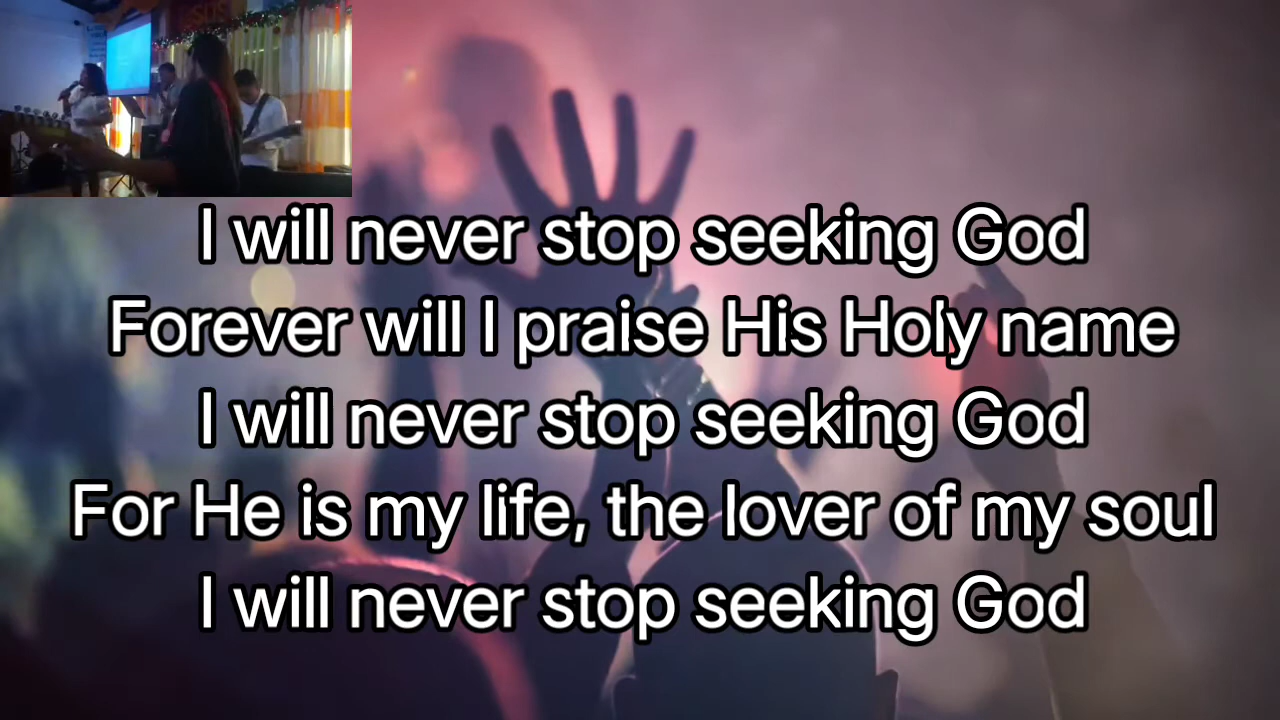 I will never stop seeking God
Forever will I praise His Holy name
I will never stop seeking God
For He is my life, the lover of my soul
I will never stop seeking God